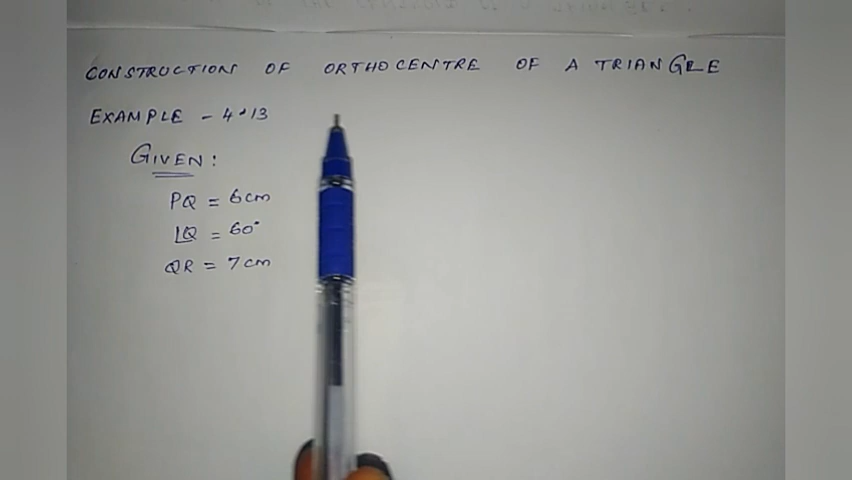 CONSTRUCTION OF ORTHOCENTRE OF A TRIANGLE
EXAMPLE - 4.13
GIVEN:
PQ = 6cm
∠Q = 60°
QR = 7cm